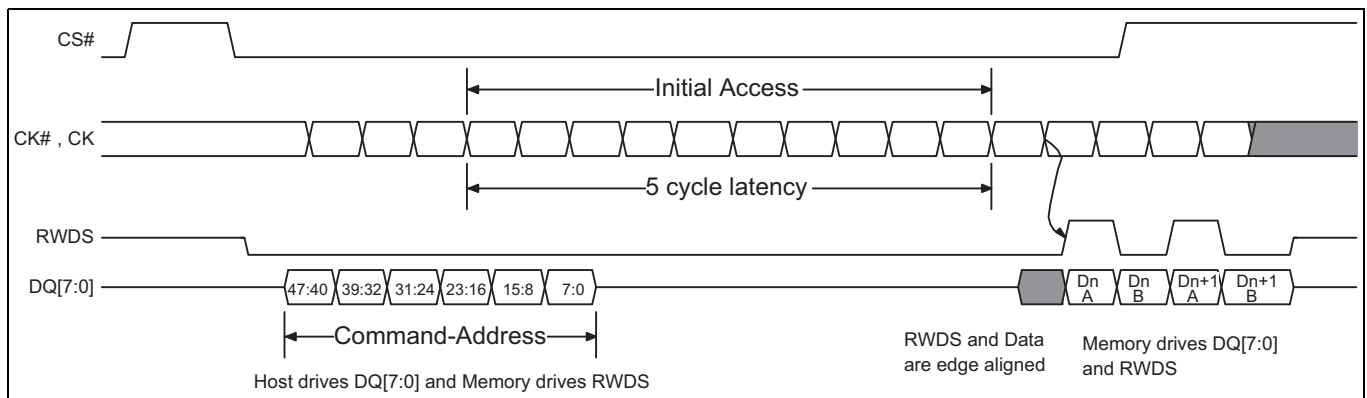 CS#
Initial Access
CK# , CK
5 cycle latency
RWDS
DQ[7:0]
47:40 39:32 31:24 23:16 15:8 7:0
Dn A
Dn B
Dn+1 A
Dn+1 B
Command-Address
Host drives DQ[7:0] and Memory drives RWDS
RWDS and Data
are edge aligned
Memory drives DQ[7:0]
and RWDS